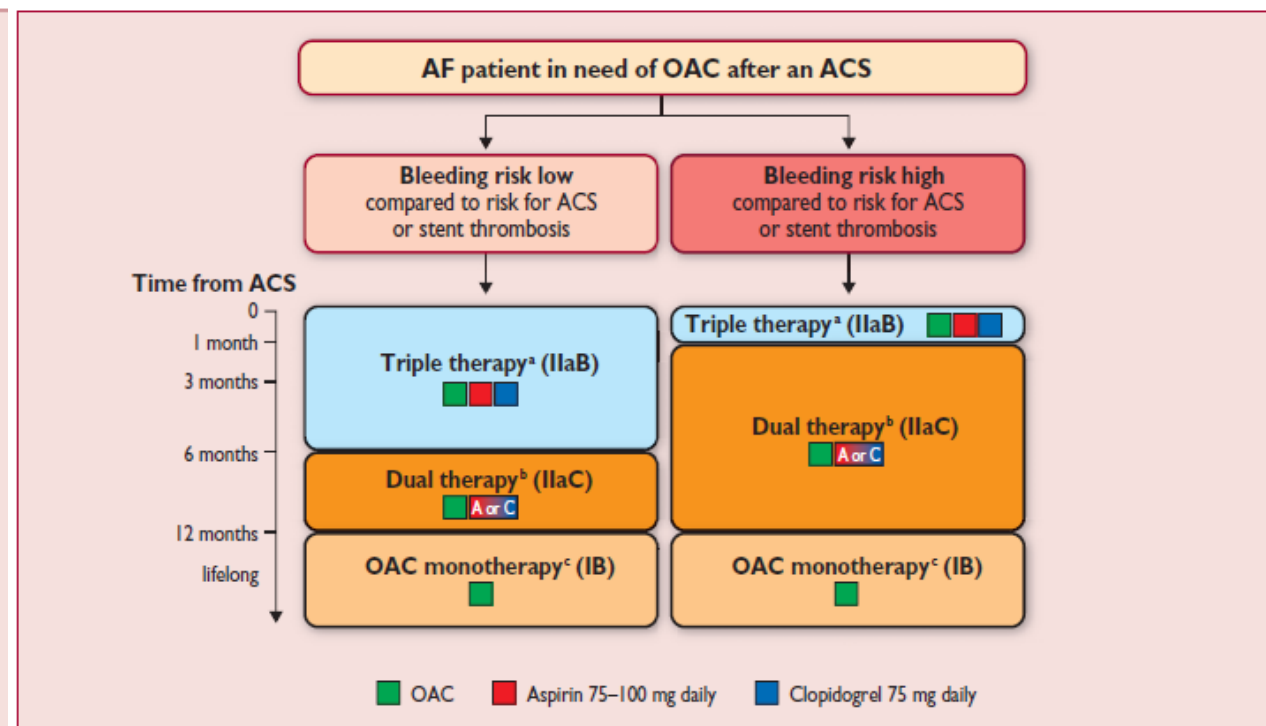 AF patient in need of OAC after an ACS
Bleeding risk low
compared to risk for ACS
or stent thrombosis
Bleeding risk high
compared to risk for ACS
or stent thrombosis
Time from ACS
0
1 month
3 months
6 months
12 months
lifelong
Triple therapyᵃ (IIaB)
Dual therapyᵇ (IIaC)
A or C
OAC monotherapyᶜ (IB)
Triple therapyᵃ (IIaB)
Dual therapyᵇ (IIaC)
A or C
OAC monotherapyᶜ (IB)
OAC
Aspirin 75–100 mg daily
Clopidogrel 75 mg daily